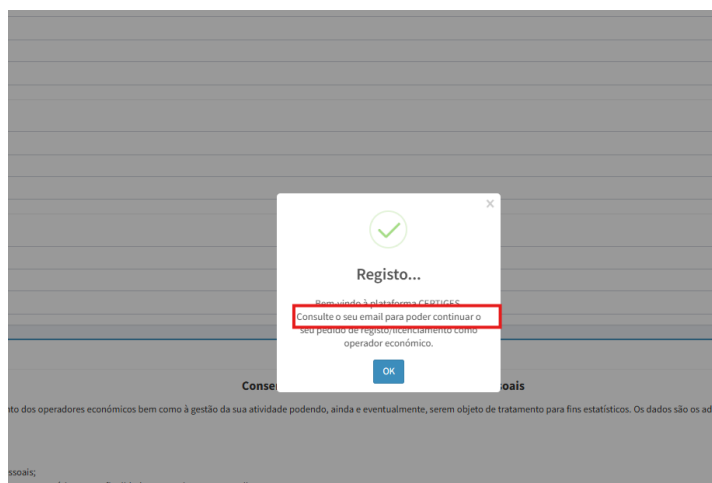 ×
Registo...
Bem-vindo à plataforma CERTIGES.
Consulte o seu email para poder continuar o
seu pedido de registo/licenciamento como
operador económico.
OK
Conse
oais
nto dos operadores económicos bem como à gestão da sua atividade podendo, ainda e eventualmente, serem objeto de tratamento para fins estatísticos. Os dados são os ad
ssoais;